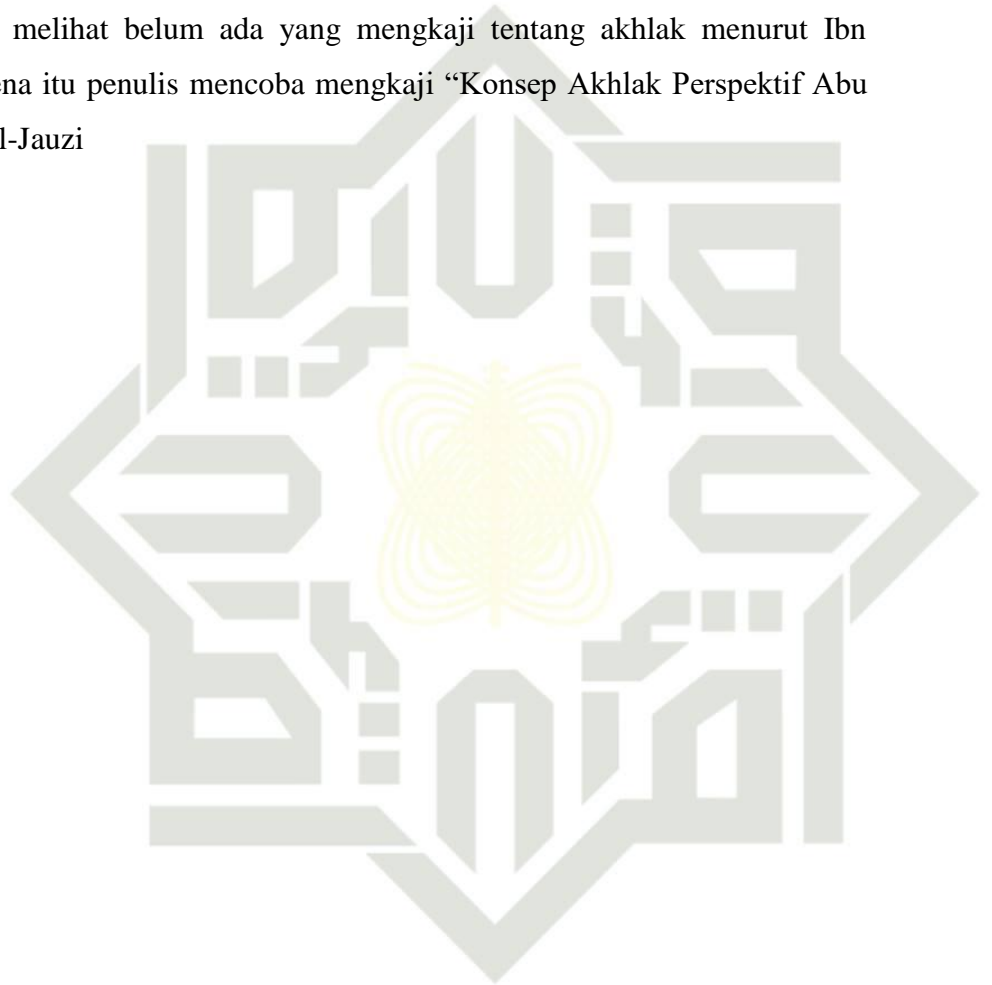 melihat belum ada yang mengkaji tentang akhlak menurut Ibn
ena itu penulis mencoba mengkaji “Konsep Akhlak Perspektif Abu
l-Jauzi